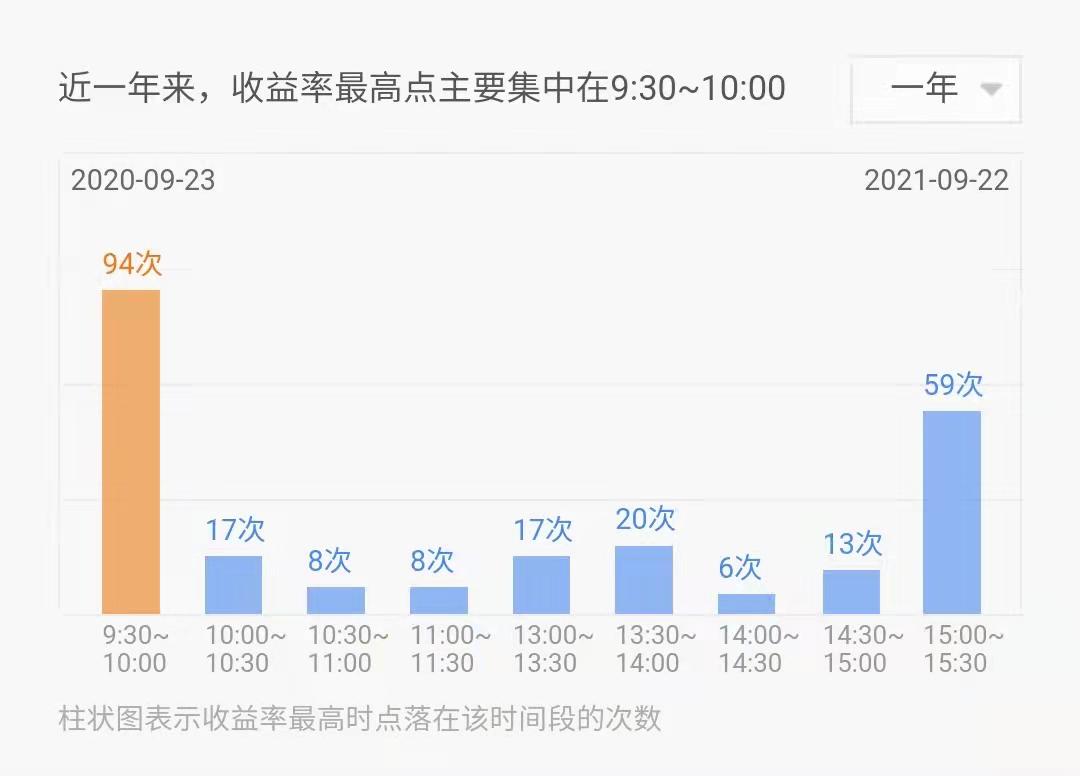 近一年来，收益率最高点主要集中在9:30~10:00
一年
2020-09-23
2021-09-22
94次
17次
8次
8次
17次
20次
6次
13次
59次
9:30~
10:00
10:00~
10:30
10:30~
11:00
11:00~
11:30
13:00~
13:30
13:30~
14:00
14:00~
14:30
14:30~
15:00
15:00~
15:30
柱状图表示收益率最高时点落在该时间段的次数